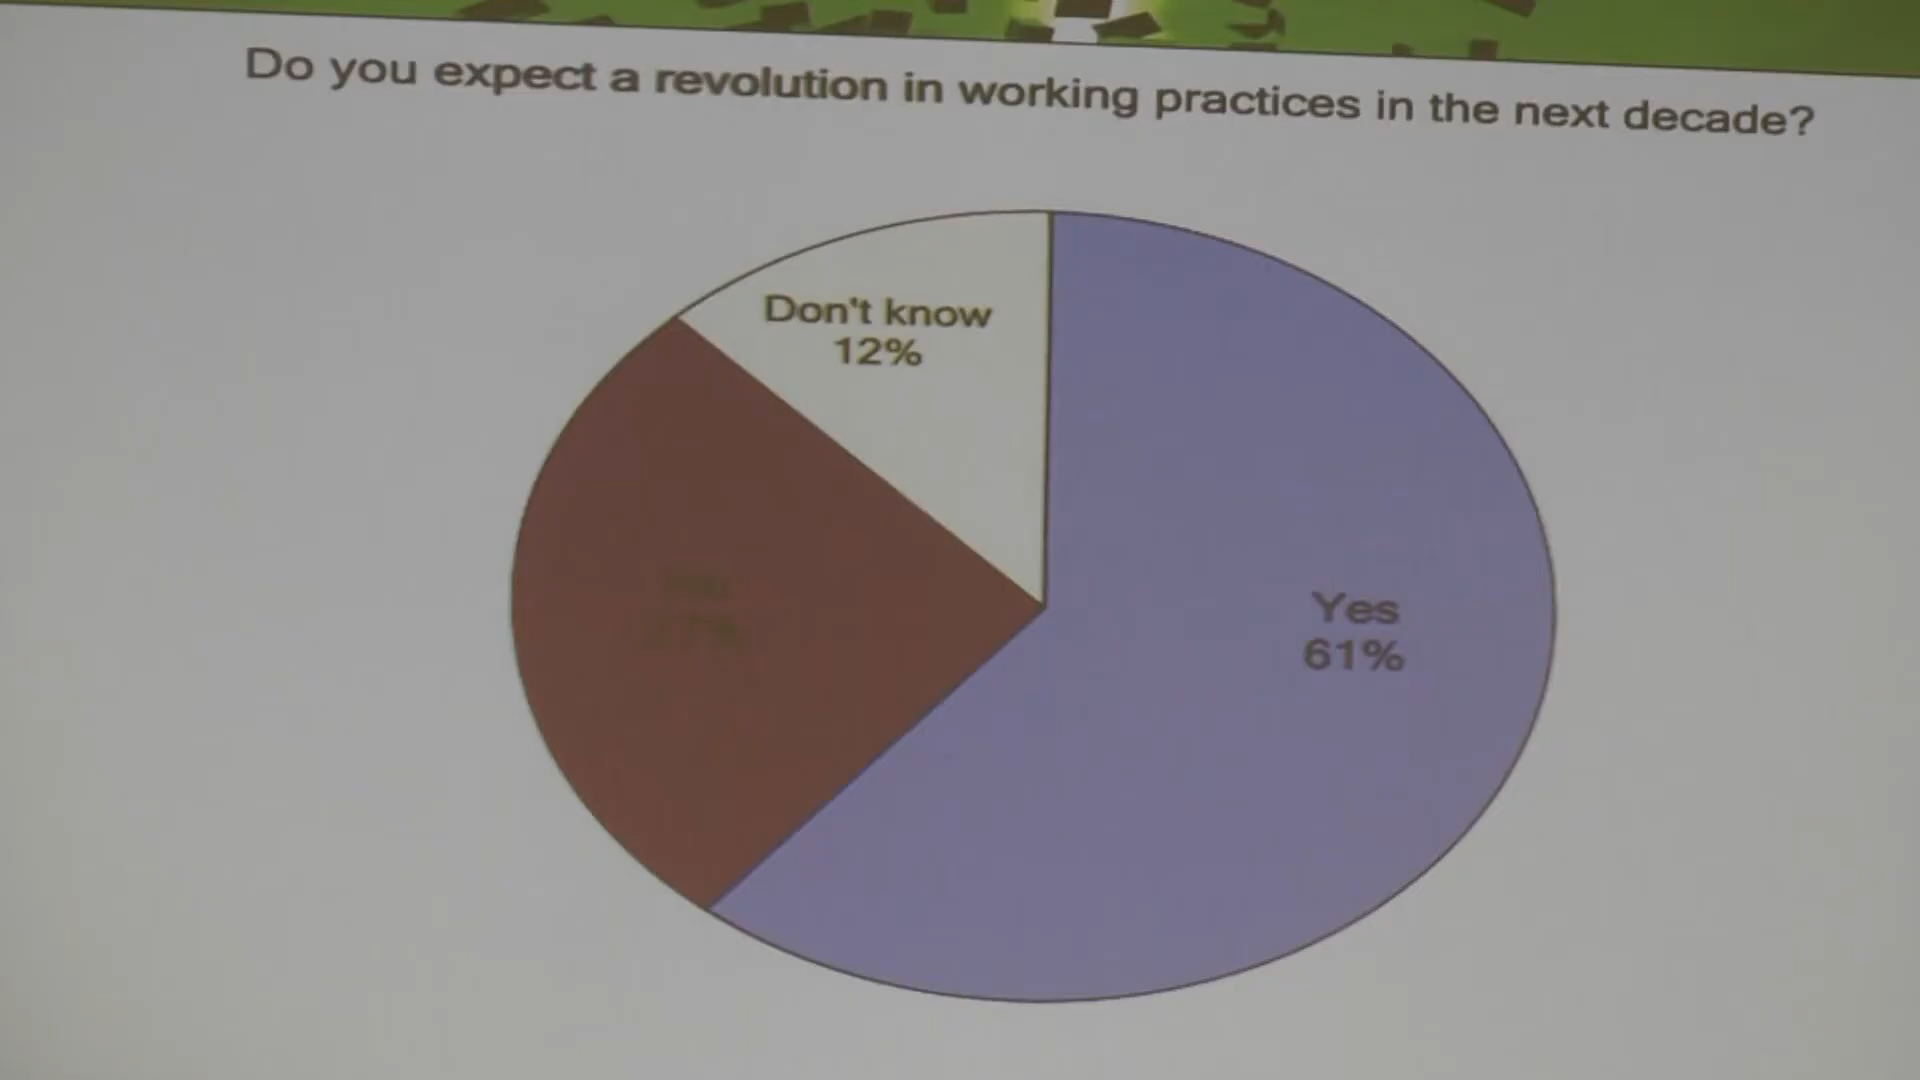 Do you expect a revolution in working practices in the next decade?
Don't know
12%
Yes
61%